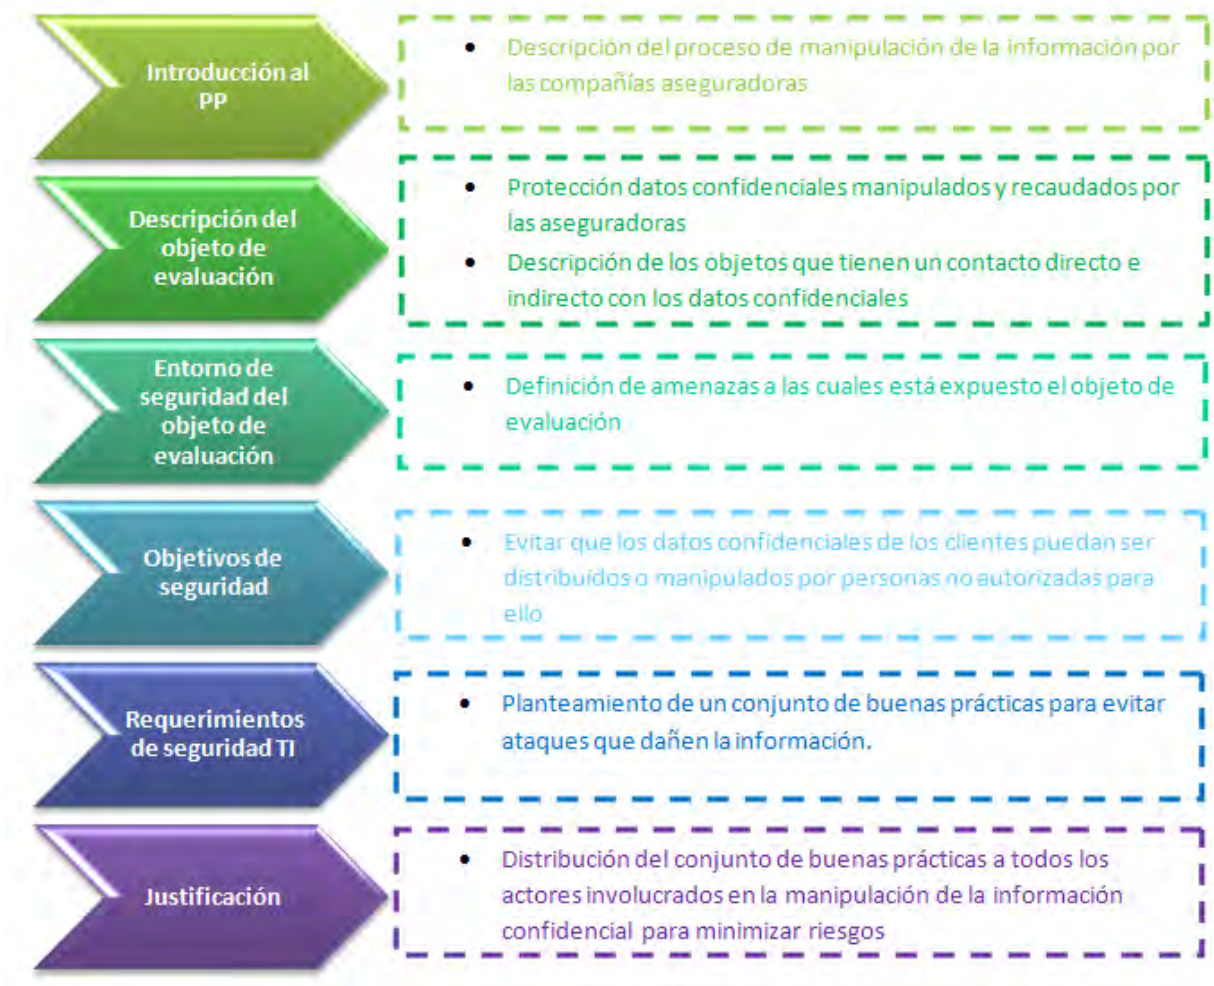 Introducción al
PP
• Descripción del proceso de manipulación de la información por
las compañías aseguradoras
Descripción del
objeto de
evaluación
• Protección datos confidenciales manipulados y recaudados por
las aseguradoras
• Descripción de los objetos que tienen un contacto directo e
indirecto con los datos confidenciales
Entorno de
seguridad del
objeto de
evaluación
• Definición de amenazas a las cuales está expuesto el objeto de
evaluación
Objetivos de
seguridad
• Evitar que los datos confidenciales de los clientes puedan ser
distribuidos o manipulados por personas no autorizadas para
ello
Requerimientos
de seguridad TI
• Planteamiento de un conjunto de buenas prácticas para evitar
ataques que dañen la información.
Justificación
• Distribución del conjunto de buenas prácticas a todos los
actores involucrados en la manipulación de la información
confidencial para minimizar riesgos